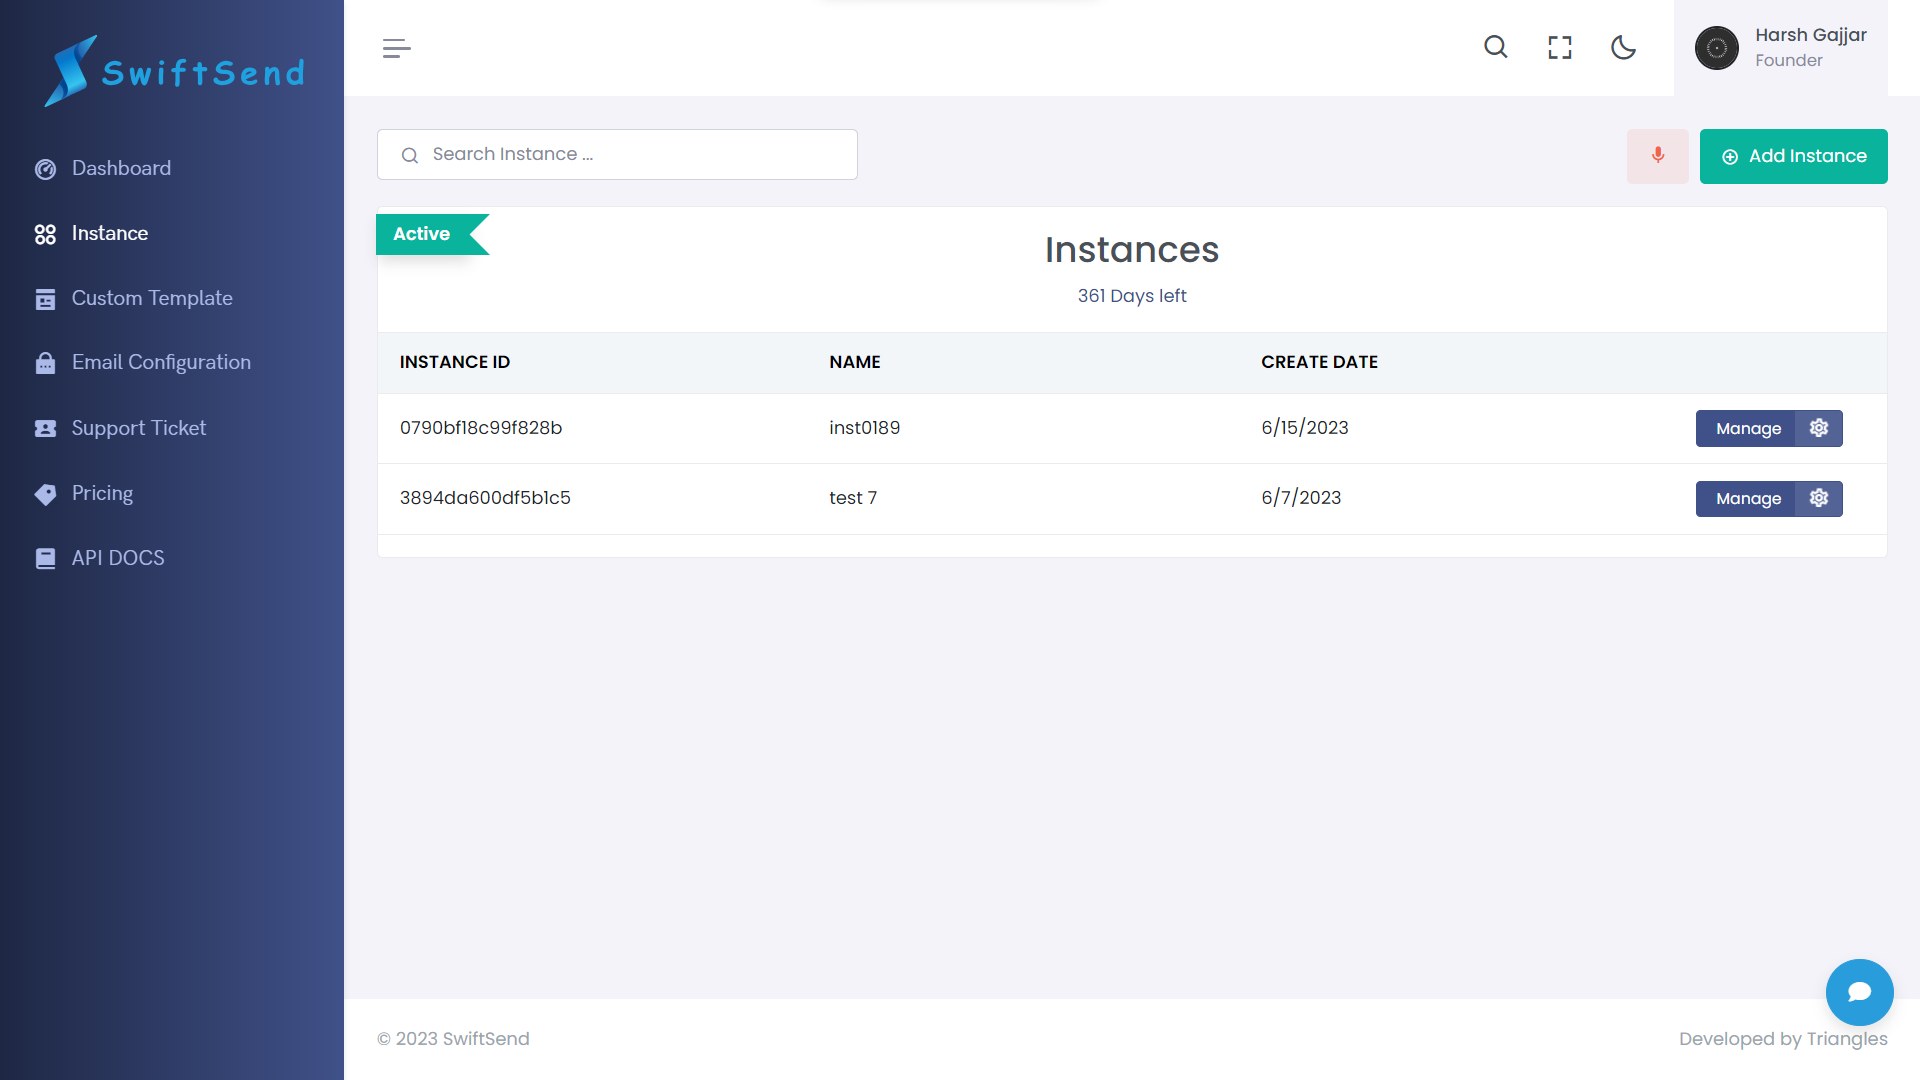 SwiftSend
Dashboard
Instance
Custom Template
Email Configuration
Support Ticket
Pricing
API DOCS
Harsh Gajjar
Founder
Search Instance ...
Add Instance
Active
Instances
361 Days left
INSTANCE ID NAME CREATE DATE
0790bf18c99f828b inst0189 6/15/2023 Manage
3894da600df5b1c5 test 7 6/7/2023 Manage
© 2023 SwiftSend
Developed by Triangles